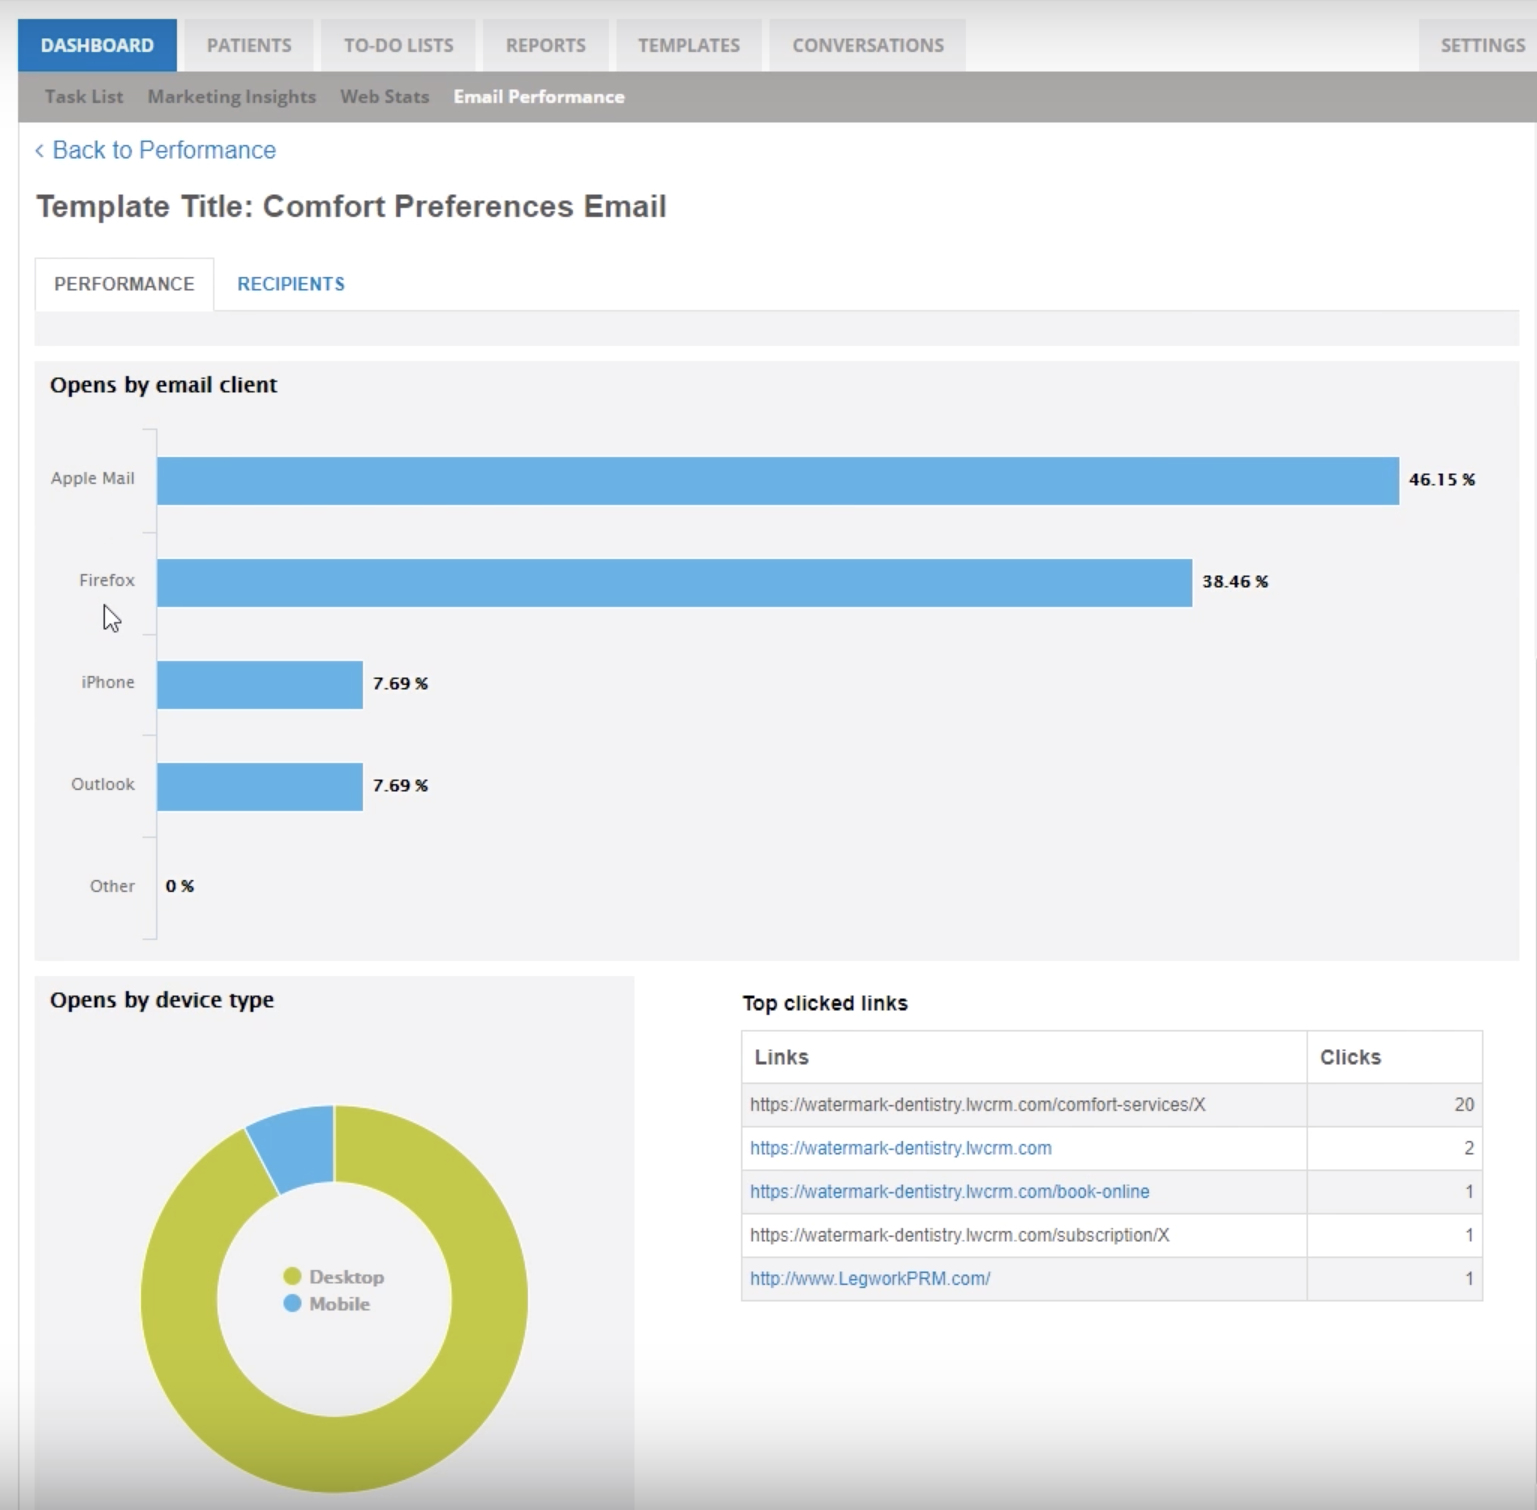 DASHBOARD PATIENTS TO-DO LISTS REPORTS TEMPLATES CONVERSATIONS SETTINGS
Task List Marketing Insights Web Stats Email Performance
‹ Back to Performance
Template Title: Comfort Preferences Email
PERFORMANCE RECIPIENTS
Opens by email client
Apple Mail 46.15 %
Firefox 38.46 %
iPhone 7.69 %
Outlook 7.69 %
Other 0 %
Opens by device type
Desktop
Mobile
Top clicked links
Links Clicks
https://watermark-dentistry.lwcrm.com/comfort-services/X 20
https://watermark-dentistry.lwcrm.com 2
https://watermark-dentistry.lwcrm.com/book-online 1
https://watermark-dentistry.lwcrm.com/subscription/X 1
http://www.LegworkPRM.com/ 1